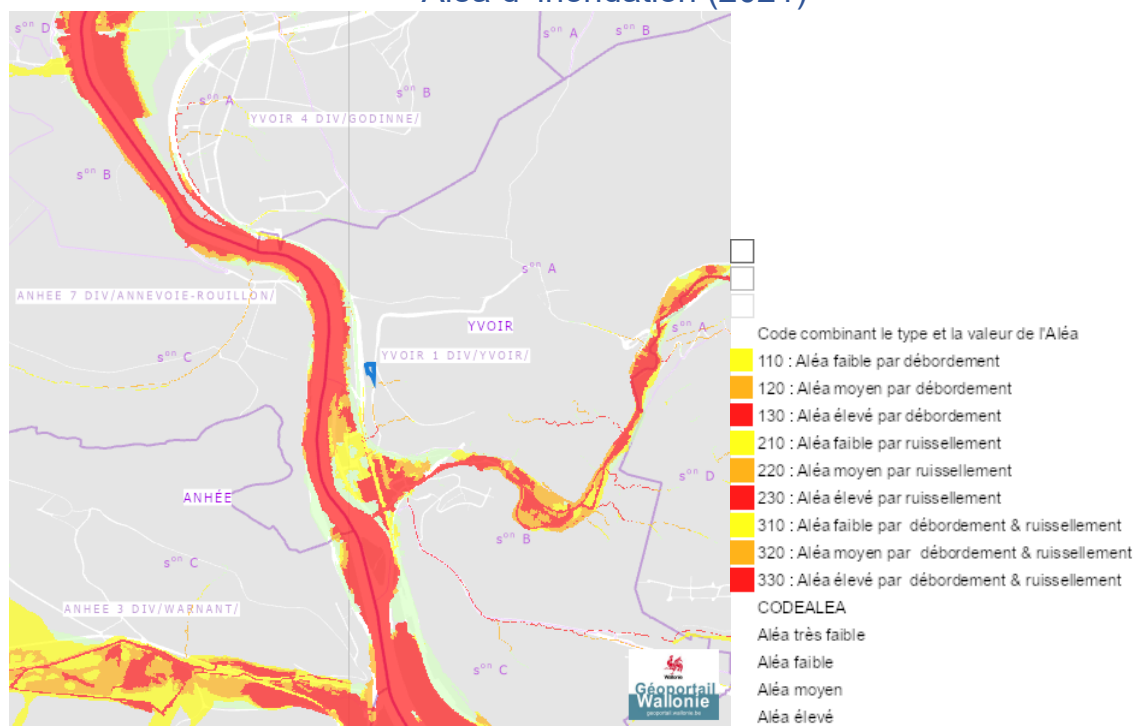 Aléa d' inondation (2021)
sᵒⁿ D
sᵒⁿ A
sᵒⁿ B
sᵒⁿ B
sᵒⁿ A
YVOIR 4 DIV/GODINNE/
sᵒⁿ B
sᵒⁿ A
ANHEE 7 DIV/ANNEVOIE-ROUILLON/
YVOIR
sᵒⁿ A
sᵒⁿ C
YVOIR 1 DIV/YVOIR/
sᵒⁿ D
ANHÉE
sᵒⁿ B
sᵒⁿ C
ANHEE 3 DIV/WARNANT/
sᵒⁿ C
Wallonie
Géoportail
Wallonie
geoportail.wallonie.be
Code combinant le type et la valeur de l'Aléa
110 : Aléa faible par débordement
120 : Aléa moyen par débordement
130 : Aléa élevé par débordement
210 : Aléa faible par ruissellement
220 : Aléa moyen par ruissellement
230 : Aléa élevé par ruissellement
310 : Aléa faible par débordement & ruissellement
320 : Aléa moyen par débordement & ruissellement
330 : Aléa élevé par débordement & ruissellement
CODEALEA
Aléa très faible
Aléa faible
Aléa moyen
Aléa élevé